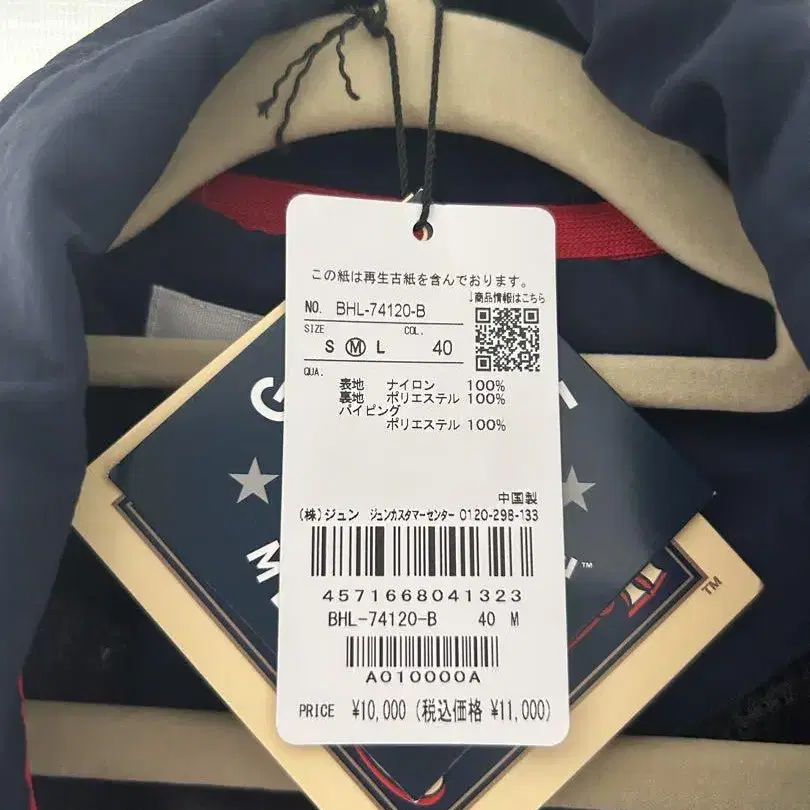 この紙は再生古紙を含んでおります。
↓商品情報はこちら
NO. BHL-74120-B
SIZE COL.
S M L 40
QUA.
表地 ナイロン 100%
裏地 ポリエステル 100%
パイピング
ポリエステル 100%
中国製
(株)ジュン ジュンカスタマーセンター 0120-298-133
4571668041323
BHL-74120-B 40 M
A010000A
PRICE ¥10,000 (税込価格 ¥11,000)
TM
TM